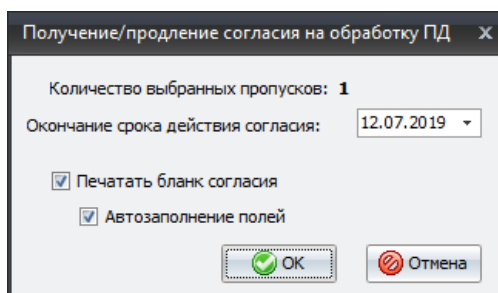 Получение/продление согласия на обработку ПД x
Количество выбранных пропусков: 1
Окончание срока действия согласия: 12.07.2019
Печатать бланк согласия
Автозаполнение полей
OK Отмена